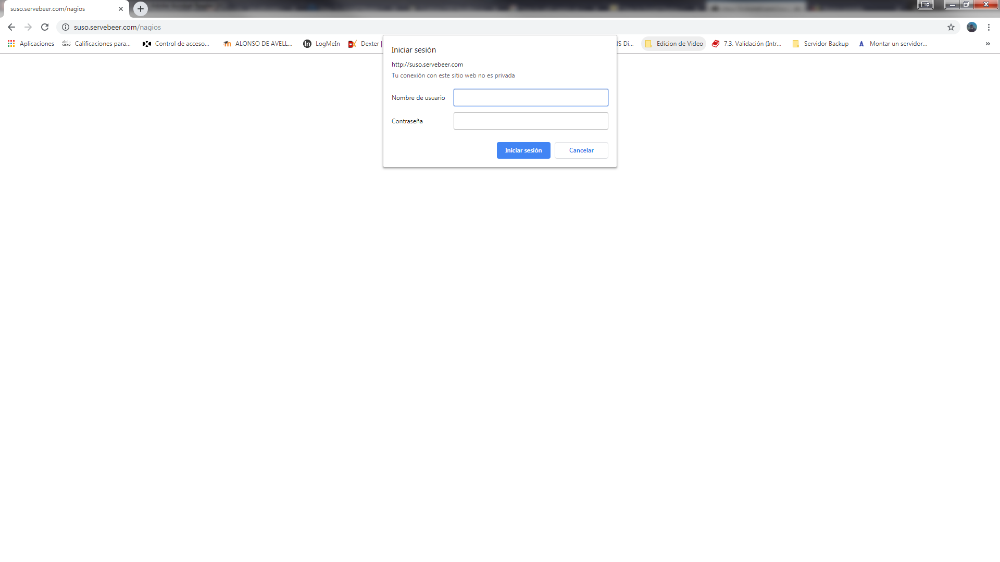 suso.servebeer.com/nagios
suso.servebeer.com/nagios
Aplicaciones
Calificaciones para...
Control de acceso...
ALONSO DE AVELL...
LogMeIn
Dexter |
Di...
Edicion de Video
7.3. Validación (Intr...
Servidor Backup
Montar un servidor...
Iniciar sesión
http://suso.servebeer.com
Tu conexión con este sitio web no es privada
Nombre de usuario
Contraseña
Iniciar sesión
Cancelar